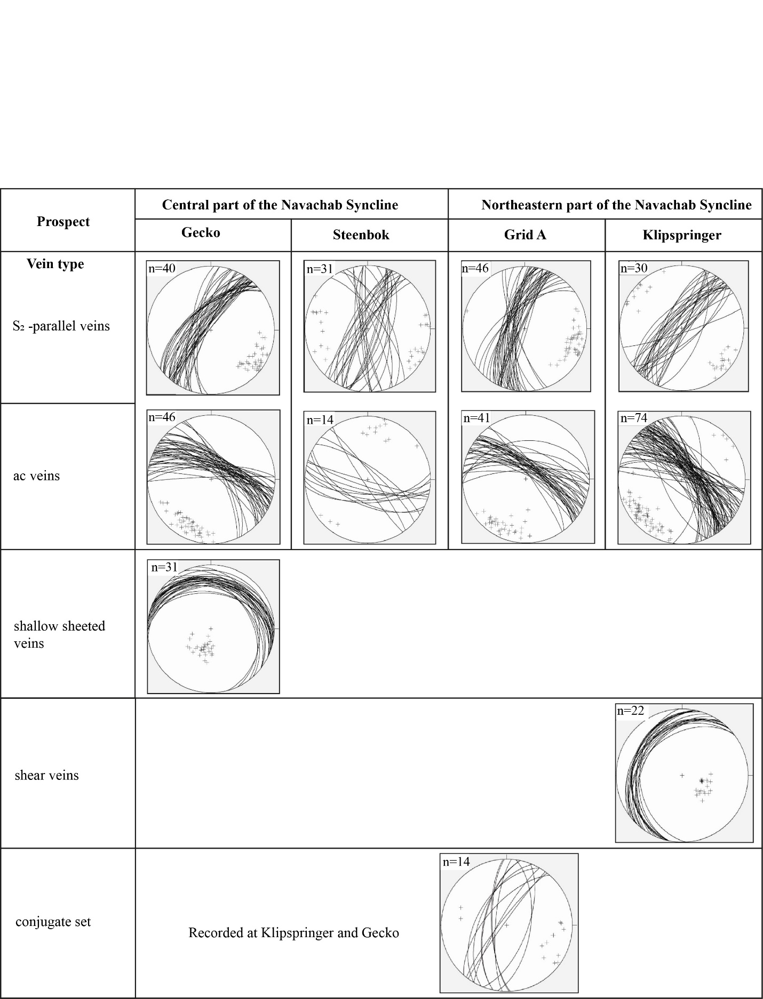 Prospect
Central part of the Navachab Syncline
Northeastern part of the Navachab Syncline
Gecko
Steenbok
Grid A
Klipspringer
Vein type
S₂ -parallel veins
n=40
n=31
n=46
n=30
ac veins
n=46
n=14
n=41
n=74
shallow sheeted
veins
n=31
shear veins
n=22
conjugate set
Recorded at Klipspringer and Gecko
n=14